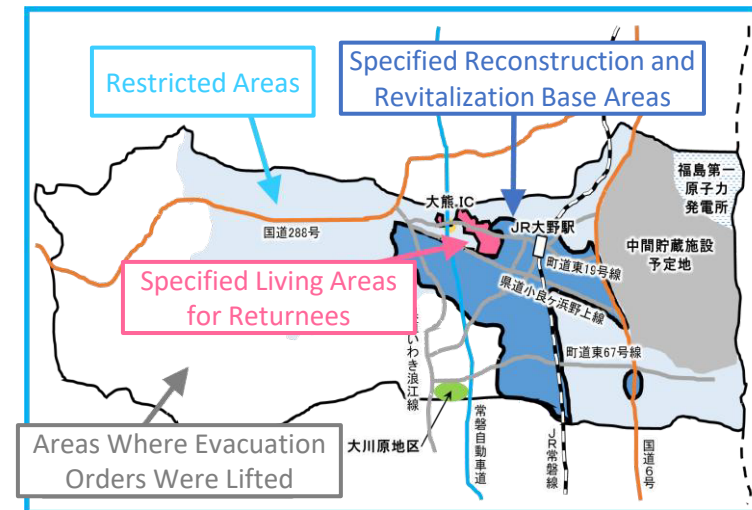 Specified Reconstruction and
Revitalization Base Areas
Restricted Areas
福島第一
原子力
発電所
大熊IC
JR大野駅
国道288号
中間貯蔵施設
予定地
町道東19号線
Specified Living Areas
for Returnees
県道小良ヶ浜野上線
いわき浪江線
町道東67号線
Areas Where Evacuation
Orders Were Lifted
大川原地区
常磐自動車道
JR常磐線
国道6号